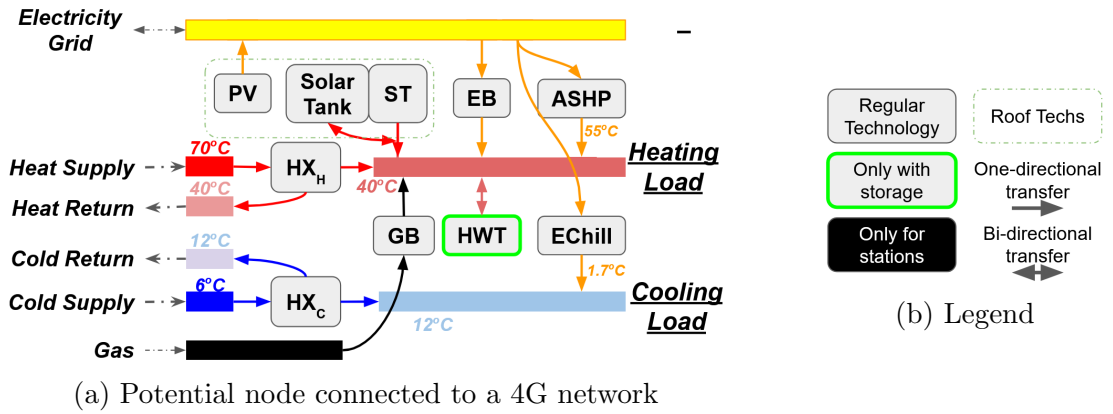 Electricity
Grid
–
PV
Solar
Tank
ST
EB
ASHP
55°C
Heat Supply
70°C
HX_H
40°C
Heating
Load
Heat Return
40°C
GB
HWT
EChill
Cold Return
12°C
1.7°C
Cold Supply
6°C
HX_C
12°C
Cooling
Load
Gas
(a) Potential node connected to a 4G network
Regular
Technology
Roof Techs
Only with
storage
One-directional
transfer
Only for
stations
Bi-directional
transfer
(b) Legend